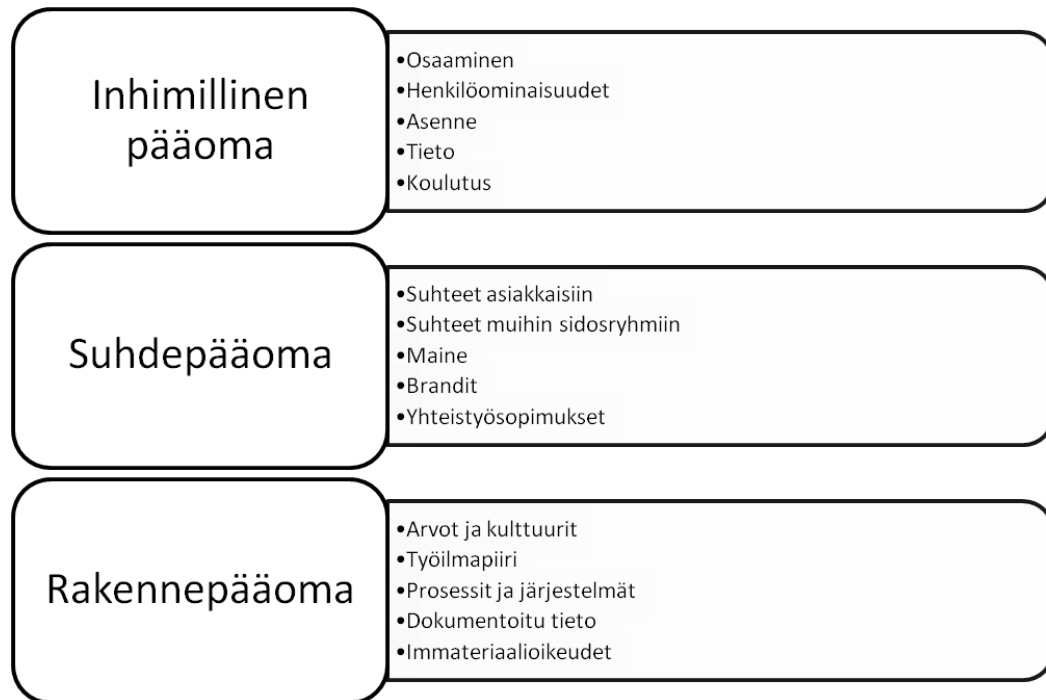 Inhimillinen
pääoma
•Osaaminen
•Henkilöominaisuudet
•Asenne
•Tieto
•Koulutus
Suhdepääoma
•Suhteet asiakkaisiin
•Suhteet muihin sidosryhmiin
•Maine
•Brandit
•Yhteistyösopimukset
Rakennepääoma
•Arvot ja kulttuurit
•Työilmapiiri
•Prosessit ja järjestelmät
•Dokumentoitu tieto
•Immateriaalioikeudet